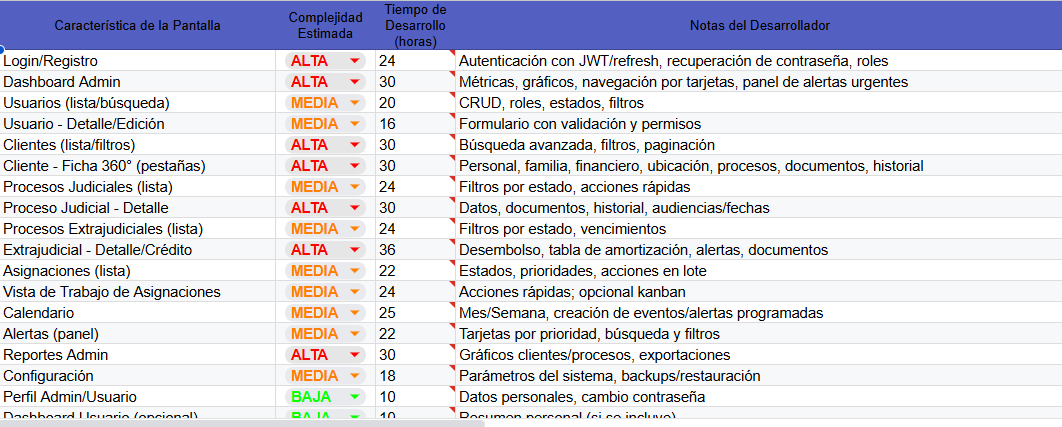 Característica de la Pantalla Complejidad Estimada Tiempo de Desarrollo (horas) Notas del Desarrollador
Login/Registro ALTA 24 Autenticación con JWT/refresh, recuperación de contraseña, roles
Dashboard Admin ALTA 30 Métricas, gráficos, navegación por tarjetas, panel de alertas urgentes
Usuarios (lista/búsqueda) MEDIA 20 CRUD, roles, estados, filtros
Usuario - Detalle/Edición MEDIA 16 Formulario con validación y permisos
Clientes (lista/filtros) ALTA 30 Búsqueda avanzada, filtros, paginación
Cliente - Ficha 360° (pestañas) ALTA 30 Personal, familia, financiero, ubicación, procesos, documentos, historial
Procesos Judiciales (lista) MEDIA 24 Filtros por estado, acciones rápidas
Proceso Judicial - Detalle ALTA 30 Datos, documentos, historial, audiencias/fechas
Procesos Extrajudiciales (lista) MEDIA 24 Filtros por estado, vencimientos
Extrajudicial - Detalle/Crédito ALTA 36 Desembolso, tabla de amortización, alertas, documentos
Asignaciones (lista) MEDIA 22 Estados, prioridades, acciones en lote
Vista de Trabajo de Asignaciones MEDIA 24 Acciones rápidas; opcional kanban
Calendario MEDIA 25 Mes/Semana, creación de eventos/alertas programadas
Alertas (panel) MEDIA 22 Tarjetas por prioridad, búsqueda y filtros
Reportes Admin ALTA 30 Gráficos clientes/procesos, exportaciones
Configuración MEDIA 18 Parámetros del sistema, backups/restauración
Perfil Admin/Usuario BAJA 10 Datos personales, cambio contraseña
Dashboard Usuario (opcional) BAJA 10 Resumen personal (si se incluye)